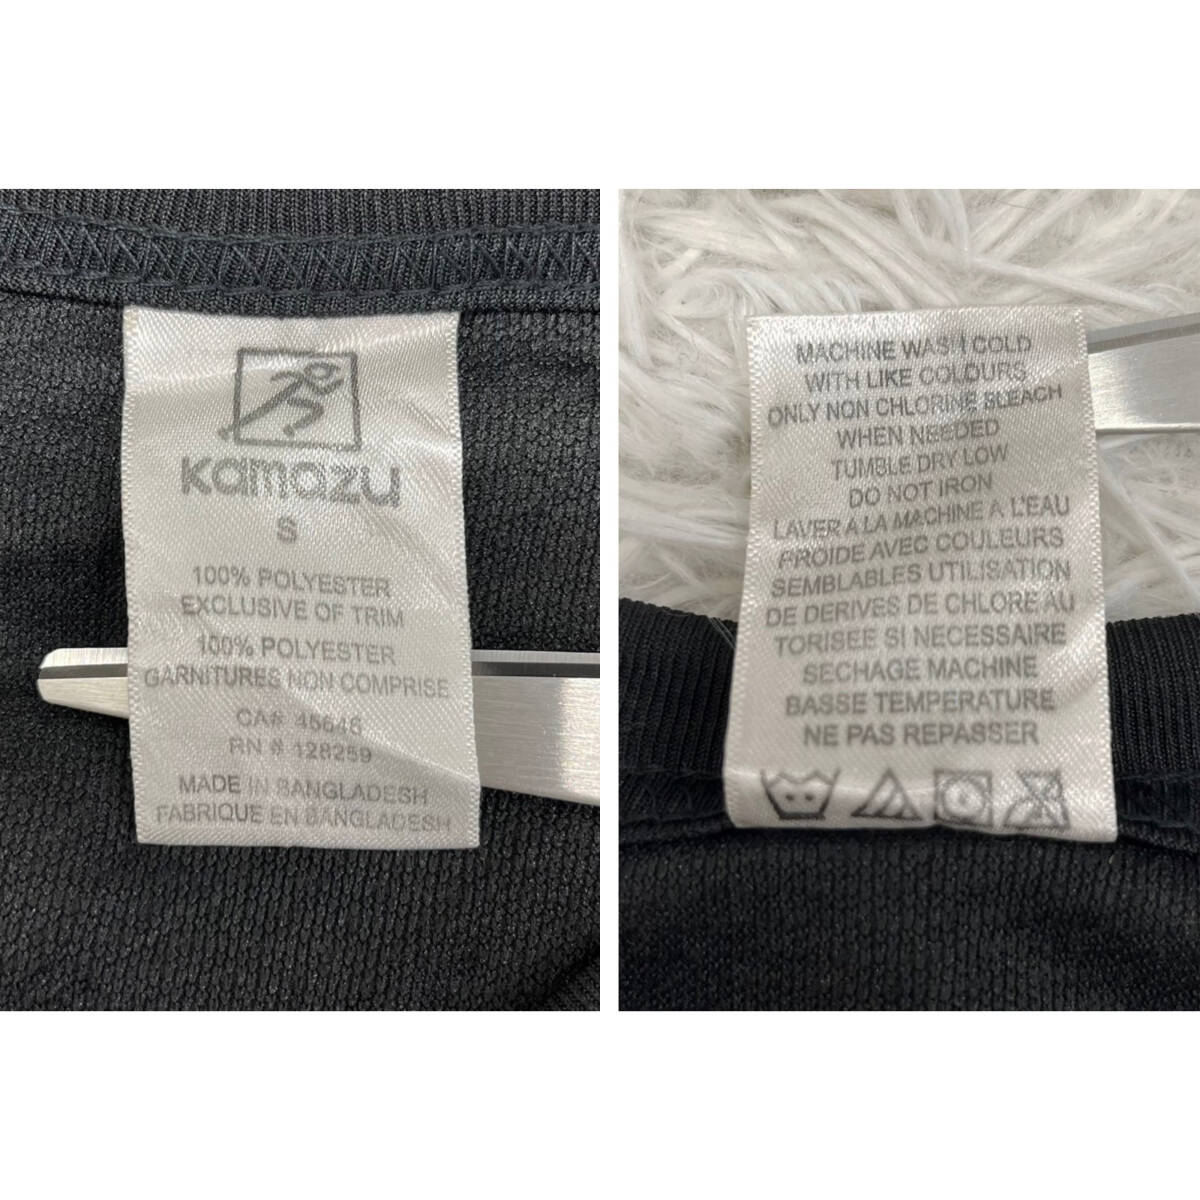 kamazu
S
100% POLYESTER
EXCLUSIVE OF TRIM
100% POLYESTER
GARNITURES NON COMPRISE
CA# 45646
RN # 128259
MADE IN BANGLADESH
FABRIQUE EN BANGLADESH
MACHINE WASH COLD
WITH LIKE COLOURS
ONLY NON CHLORINE BLEACH
WHEN NEEDED
TUMBLE DRY LOW
DO NOT IRON
LAVER A LA MACHINE A L'EAU
FROIDE AVEC COULEURS
SEMBLABLES UTILISATION
DE DERIVES DE CHLORE AU
TORISEE SI NECESSAIRE
SECHAGE MACHINE
BASSE TEMPERATURE
NE PAS REPASSER